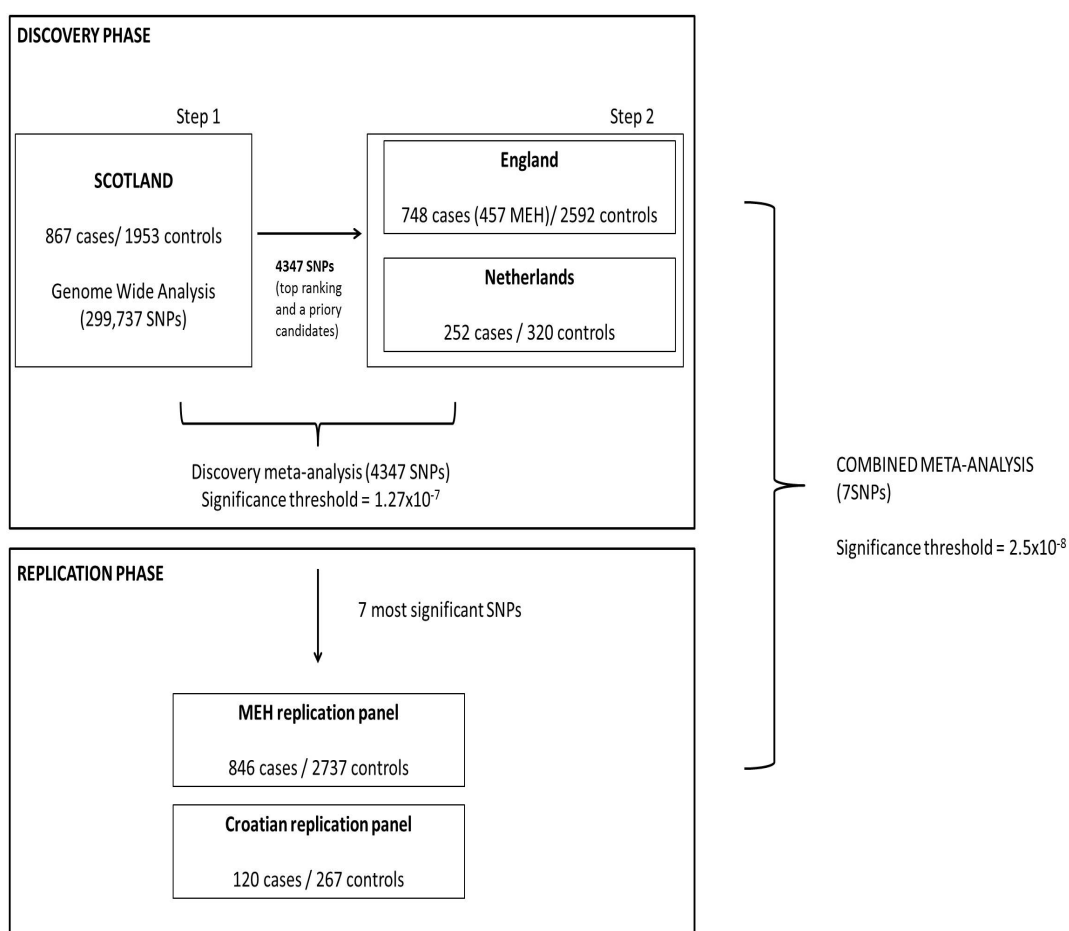 DISCOVERY PHASE
Step 1
SCOTLAND
867 cases/ 1953 controls
Genome Wide Analysis
(299,737 SNPs)
4347 SNPs
(top ranking
and a priory
candidates)
Step 2
England
748 cases (457 MEH)/ 2592 controls
Netherlands
252 cases / 320 controls
Discovery meta-analysis (4347 SNPs)
Significance threshold = 1.27x10⁻⁷
REPLICATION PHASE
7 most significant SNPs
MEH replication panel
846 cases / 2737 controls
Croatian replication panel
120 cases / 267 controls
COMBINED META-ANALYSIS
(7SNPs)
Significance threshold = 2.5x10⁻⁸